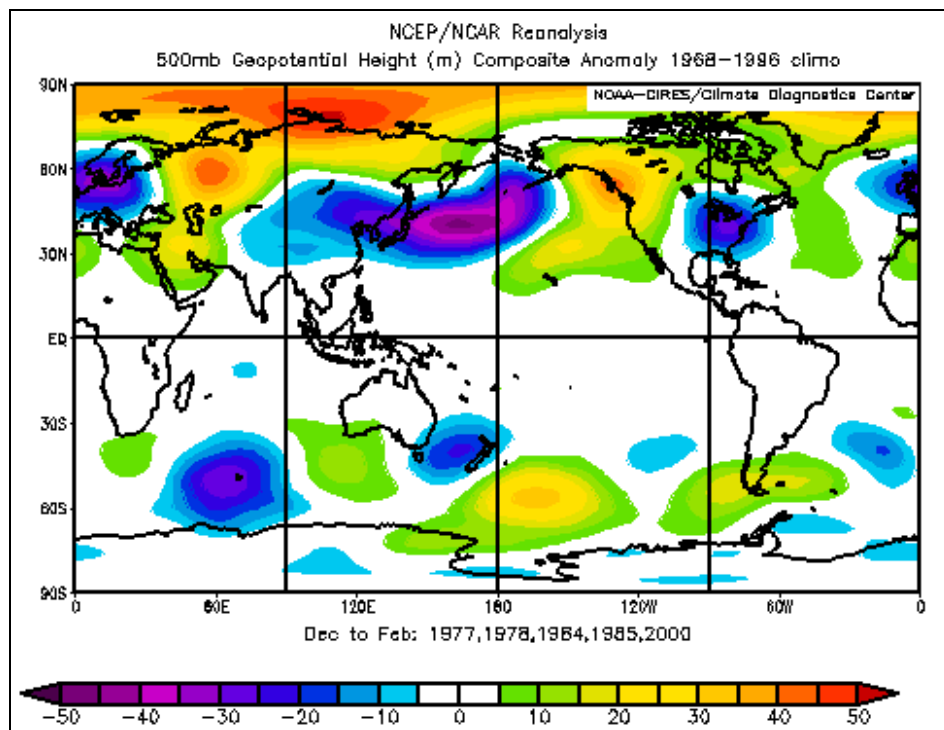 NCEP/NCAR Reanalysis
500mb Geopotential Height (m) Composite Anomaly 1968-1996 climo
NOAA-CIRES/Climate Diagnostics Center
90N
60N
30N
EQ
30S
60S
90S
0 60E 120E 180 120W 60W 0
Dec to Feb: 1977,1978,1984,1985,2000
-50 -40 -30 -20 -10 0 10 20 30 40 50